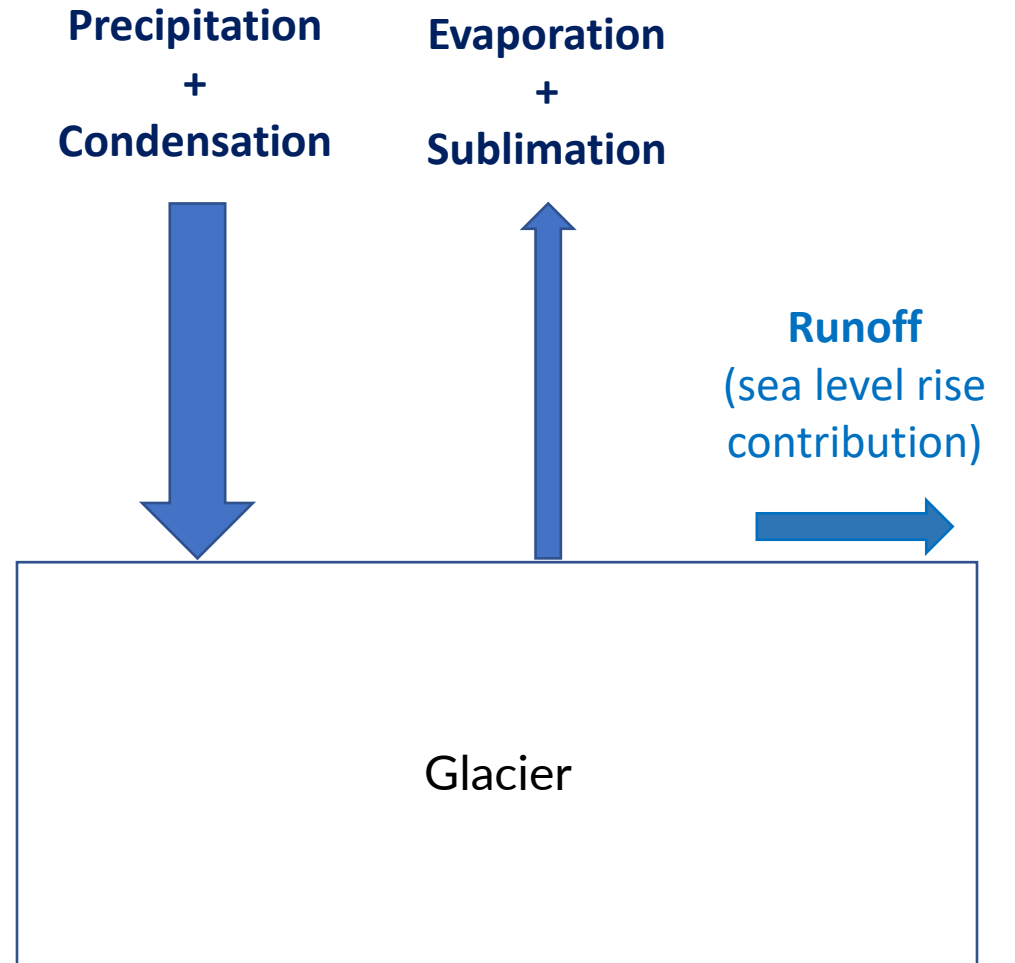 Precipitation
+
Condensation
Evaporation
+
Sublimation
Runoff
(sea level rise
contribution)
Glacier